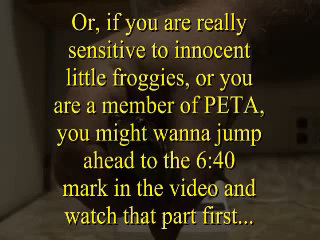 Or, if you are really
sensitive to innocent
little froggies, or you
are a member of PETA,
you might wanna jump
ahead to the 6:40
mark in the video and
watch that part first...